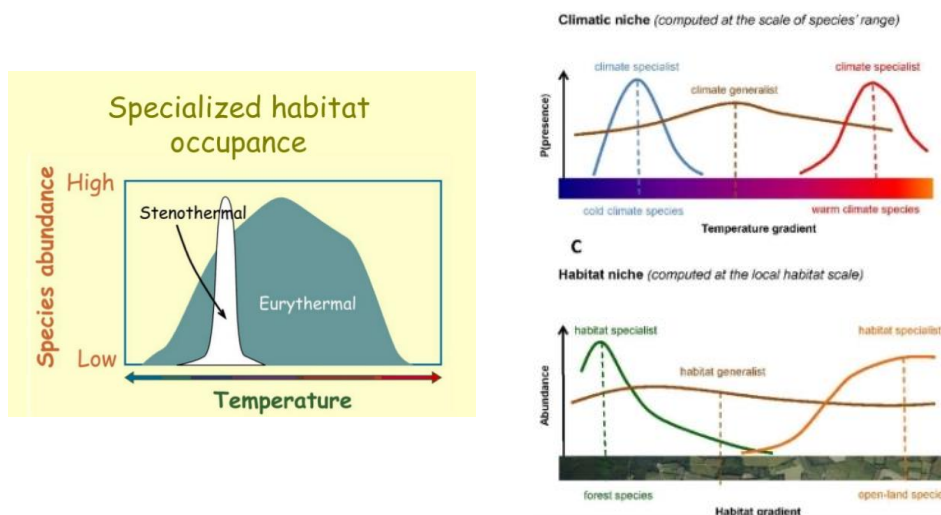 Specialized habitat
occupance
Species abundance
High
Low
Stenothermal
Eurythermal
Temperature
Climatic niche (computed at the scale of species' range)
P(presence)
climate specialist
climate generalist
climate specialist
cold climate species
warm climate species
Temperature gradient
C
Habitat niche (computed at the local habitat scale)
Abundance
habitat specialist
habitat generalist
habitat specialist
forest species
open-land specie
Habitat gradient